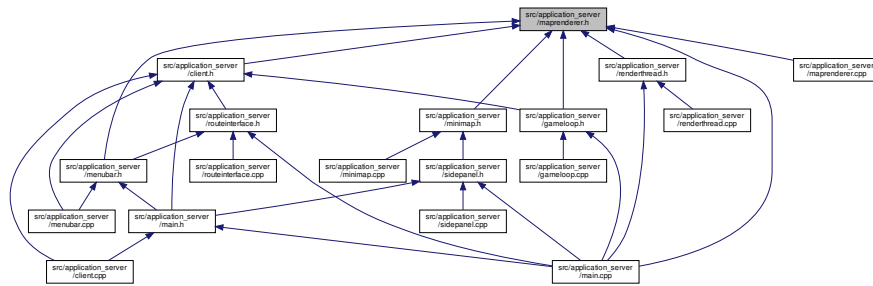 src/application_server
/maprenderer.h
src/application_server
/client.h
src/application_server
/renderthread.h
src/application_server
/maprenderer.cpp
src/application_server
/routeinterface.h
src/application_server
/minimap.h
src/application_server
/gameloop.h
src/application_server
/renderthread.cpp
src/application_server
/menubar.h
src/application_server
/routeinterface.cpp
src/application_server
/minimap.cpp
src/application_server
/sidepanel.h
src/application_server
/gameloop.cpp
src/application_server
/menubar.cpp
src/application_server
/main.h
src/application_server
/sidepanel.cpp
src/application_server
/client.cpp
src/application_server
/main.cpp